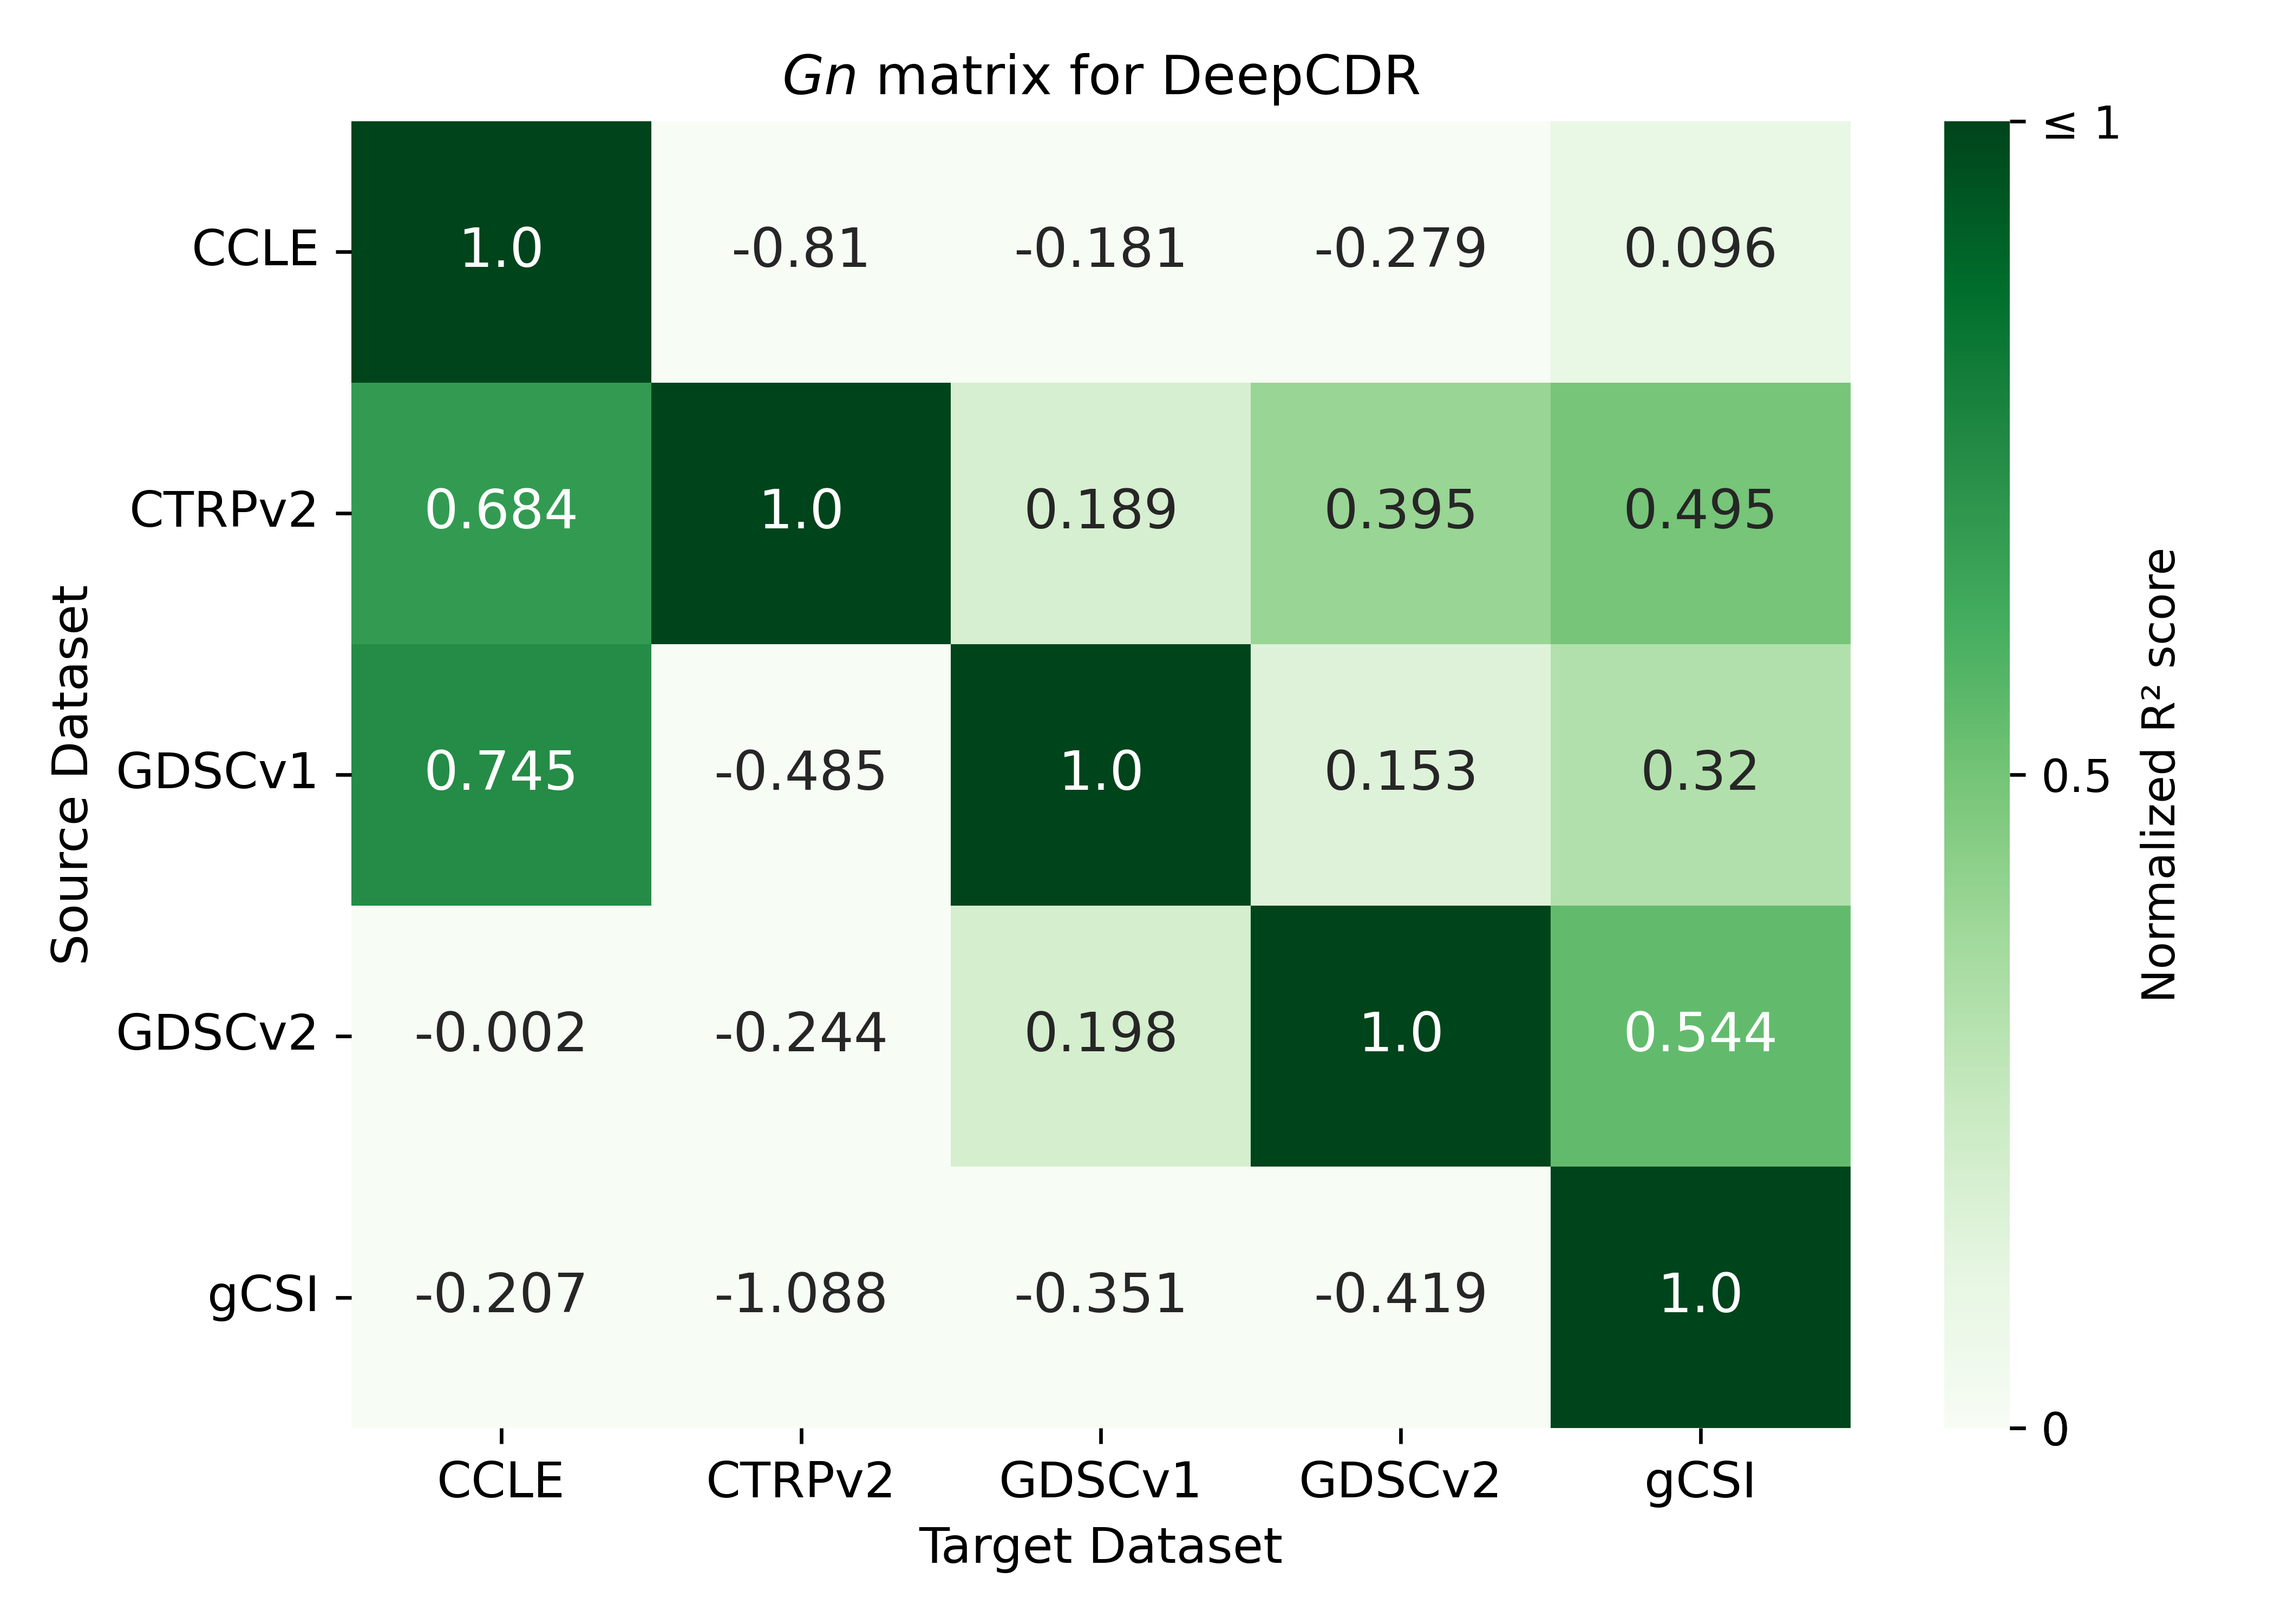 Gn matrix for DeepCDR
Source Dataset
CCLE 1.0 -0.81 -0.181 -0.279 0.096
CTRPv2 0.684 1.0 0.189 0.395 0.495
GDSCv1 0.745 -0.485 1.0 0.153 0.32
GDSCv2 -0.002 -0.244 0.198 1.0 0.544
gCSI -0.207 -1.088 -0.351 -0.419 1.0
CCLE CTRPv2 GDSCv1 GDSCv2 gCSI
Target Dataset
≤ 1
0.5
0
Normalized R² score